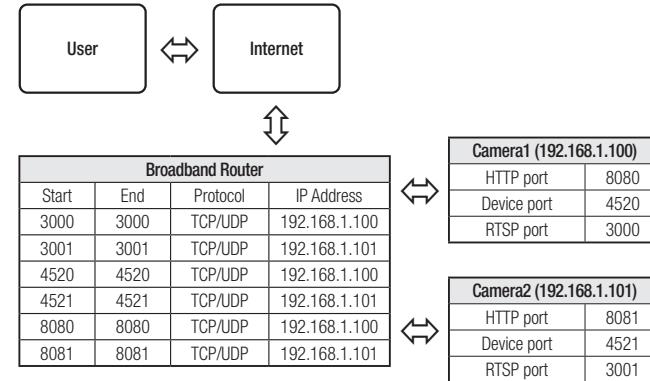 User
Internet
Broadband Router
Start End Protocol IP Address
3000 3000 TCP/UDP 192.168.1.100
3001 3001 TCP/UDP 192.168.1.101
4520 4520 TCP/UDP 192.168.1.100
4521 4521 TCP/UDP 192.168.1.101
8080 8080 TCP/UDP 192.168.1.100
8081 8081 TCP/UDP 192.168.1.101
Camera1 (192.168.1.100)
HTTP port 8080
Device port 4520
RTSP port 3000
Camera2 (192.168.1.101)
HTTP port 8081
Device port 4521
RTSP port 3001